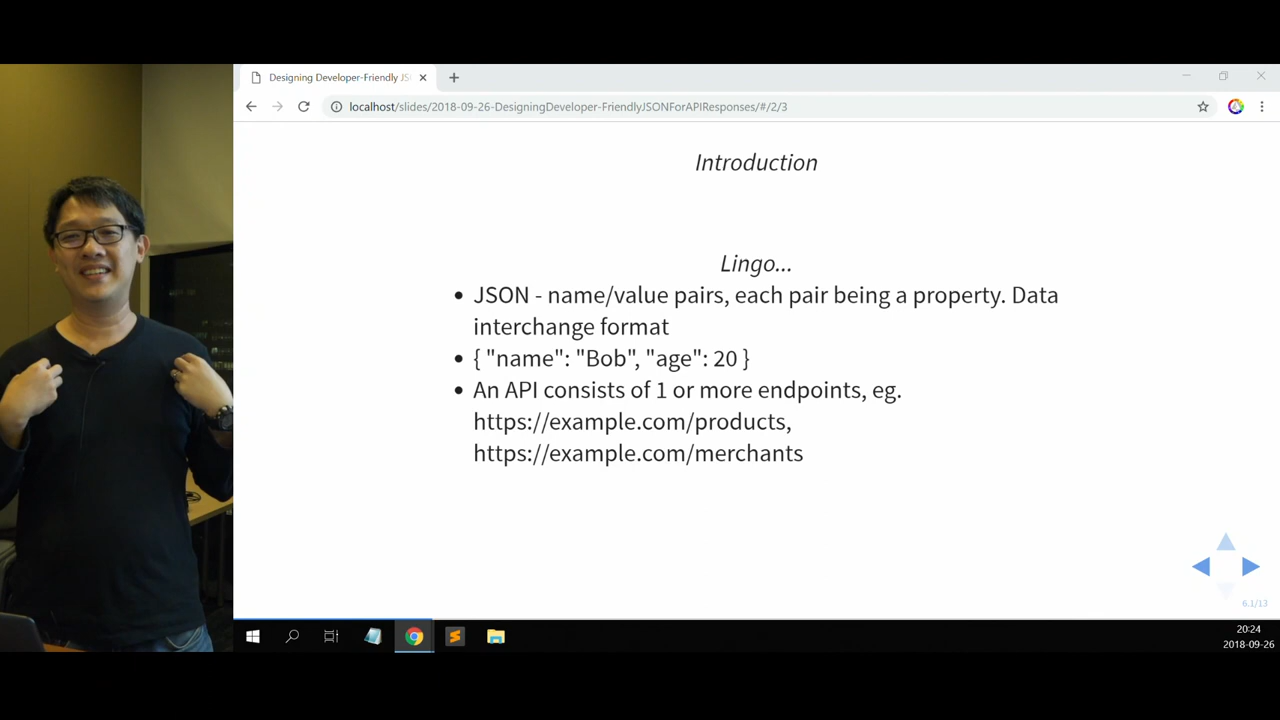 Designing Developer-Friendly JS
localhost/slides/2018-09-26-DesigningDeveloper-FriendlyJSONForAPIResponses/#/2/3
Introduction
Lingo...
• JSON - name/value pairs, each pair being a property. Data
interchange format
• { "name": "Bob", "age": 20 }
• An API consists of 1 or more endpoints, eg.
https://example.com/products,
https://example.com/merchants
6.1/13
20:24
2018-09-26